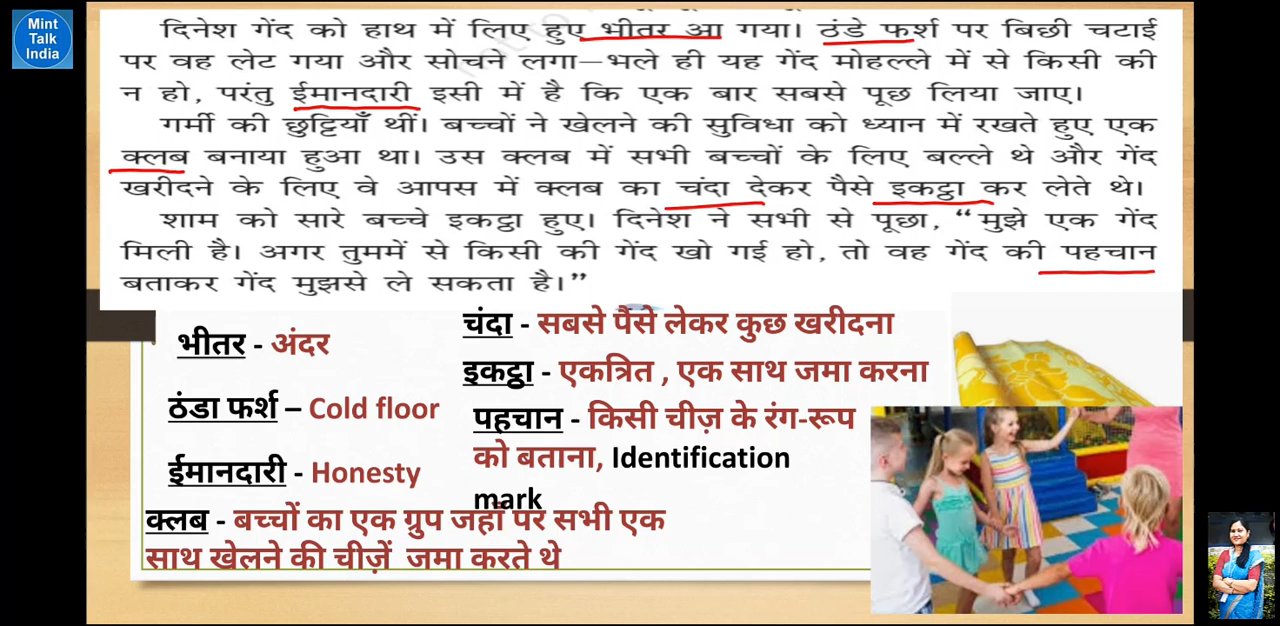 Mint
Talk
India
दिनेश गेंद को हाथ में लिए हुए भीतर आ गया। ठंडे फर्श पर बिछी चटाई
पर वह लेट गया और सोचने लगा—भले ही यह गेंद मोहल्ले में से किसी की
न हो, परंतु ईमानदारी इसी में है कि एक बार सबसे पूछ लिया जाए।
गर्मी की छुट्टियाँ थीं। बच्चों ने खेलने की सुविधा को ध्यान में रखते हुए एक
क्लब बनाया हुआ था। उस क्लब में सभी बच्चों के लिए बल्ले थे और गेंद
खरीदने के लिए वे आपस में क्लब का चंदा देकर पैसे इकट्ठा कर लेते थे।
शाम को सारे बच्चे इकट्ठा हुए। दिनेश ने सभी से पूछा, “मुझे एक गेंद
मिली है। अगर तुममें से किसी की गेंद खो गई हो, तो वह गेंद की पहचान
बताकर गेंद मुझसे ले सकता है।”
भीतर - अंदर
ठंडा फर्श – Cold floor
ईमानदारी - Honesty
चंदा - सबसे पैसे लेकर कुछ खरीदना
इकट्ठा - एकत्रित , एक साथ जमा करना
पहचान - किसी चीज़ के रंग-रूप
को बताना, Identification
mark
क्लब - बच्चों का एक ग्रुप जहाँ पर सभी एक
साथ खेलने की चीज़ें जमा करते थे